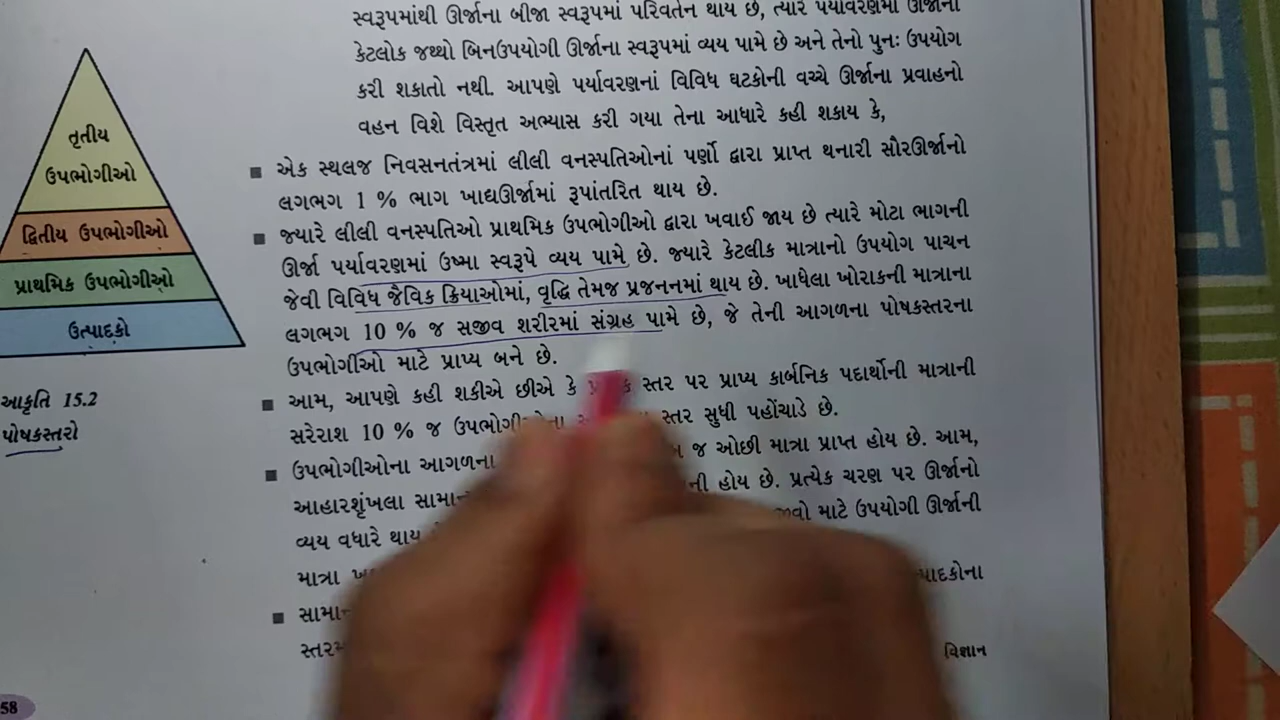 સ્વરૂપમાંથી ઊર્જાના બીજા સ્વરૂપમાં પરિવર્તન થાય છે, ત્યારે પર્યાવરણમાં ઊર્જાનો
કેટલોક જથ્થો બિનઉપયોગી ઊર્જાના સ્વરૂપમાં વ્યય પામે છે અને તેનો પુનઃ ઉપયોગ
કરી શકાતો નથી. આપણે પર્યાવરણનાં વિવિધ ઘટકોની વચ્ચે ઊર્જાના પ્રવાહનો
વહન વિશે વિસ્તૃત અભ્યાસ કરી ગયા તેના આધારે કહી શકાય કે,
એક સ્થલજ નિવસનતંત્રમાં લીલી વનસ્પતિઓનાં પર્ણો દ્વારા પ્રાપ્ત થનારી સૌરઊર્જાનો
લગભગ 1 % ભાગ ખાદ્યઊર્જામાં રૂપાંતરિત થાય છે.
જ્યારે લીલી વનસ્પતિઓ પ્રાથમિક ઉપભોગીઓ દ્વારા ખવાઈ જાય છે ત્યારે મોટા ભાગની
ઊર્જા પર્યાવરણમાં ઉષ્મા સ્વરૂપે વ્યય પામે છે. જ્યારે કેટલીક માત્રાનો ઉપયોગ પાચન
જેવી વિવિધ જૈવિક ક્રિયાઓમાં, વૃદ્ધિ તેમજ પ્રજનનમાં થાય છે. ખાધેલા ખોરાકની માત્રાના
લગભગ 10 % જ સજીવ શરીરમાં સંગ્રહ પામે છે, જે તેની આગળના પોષકસ્તરના
ઉપભોગીઓ માટે પ્રાપ્ય બને છે.
આમ, આપણે કહી શકીએ છીએ કે સ્તર પર પ્રાપ્ય કાર્બનિક પદાર્થોની માત્રાની
સરેરાશ 10 % જ સ્તર સુધી પહોંચાડે છે.
ઉપભોગીઓના આગળના જ ઓછી માત્રા પ્રાપ્ત હોય છે. આમ,
આહારશૃંખલા હોય છે. પ્રત્યેક ચરણ પર ઊર્જાનો
વ્યય વધારે થાય માટે ઉપયોગી ઊર્જાની
માત્રા
તૃતીય
ઉપભોગીઓ
દ્વિતીય ઉપભોગીઓ
પ્રાથમિક ઉપભોગીઓ
ઉત્પાદકો
આકૃતિ 15.2
પોષકસ્તરો
58
વિજ્ઞાન